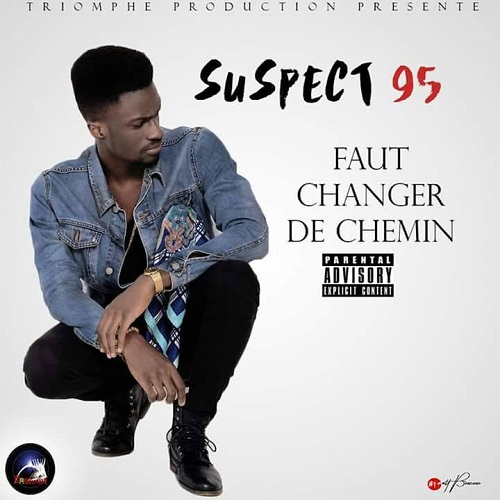 TRIOMPHE PRODUCTION PRESENTE
SUSPECT 95
FAUT
CHANGER
DE CHEMIN
PARENTAL
ADVISORY
EXPLICIT CONTENT